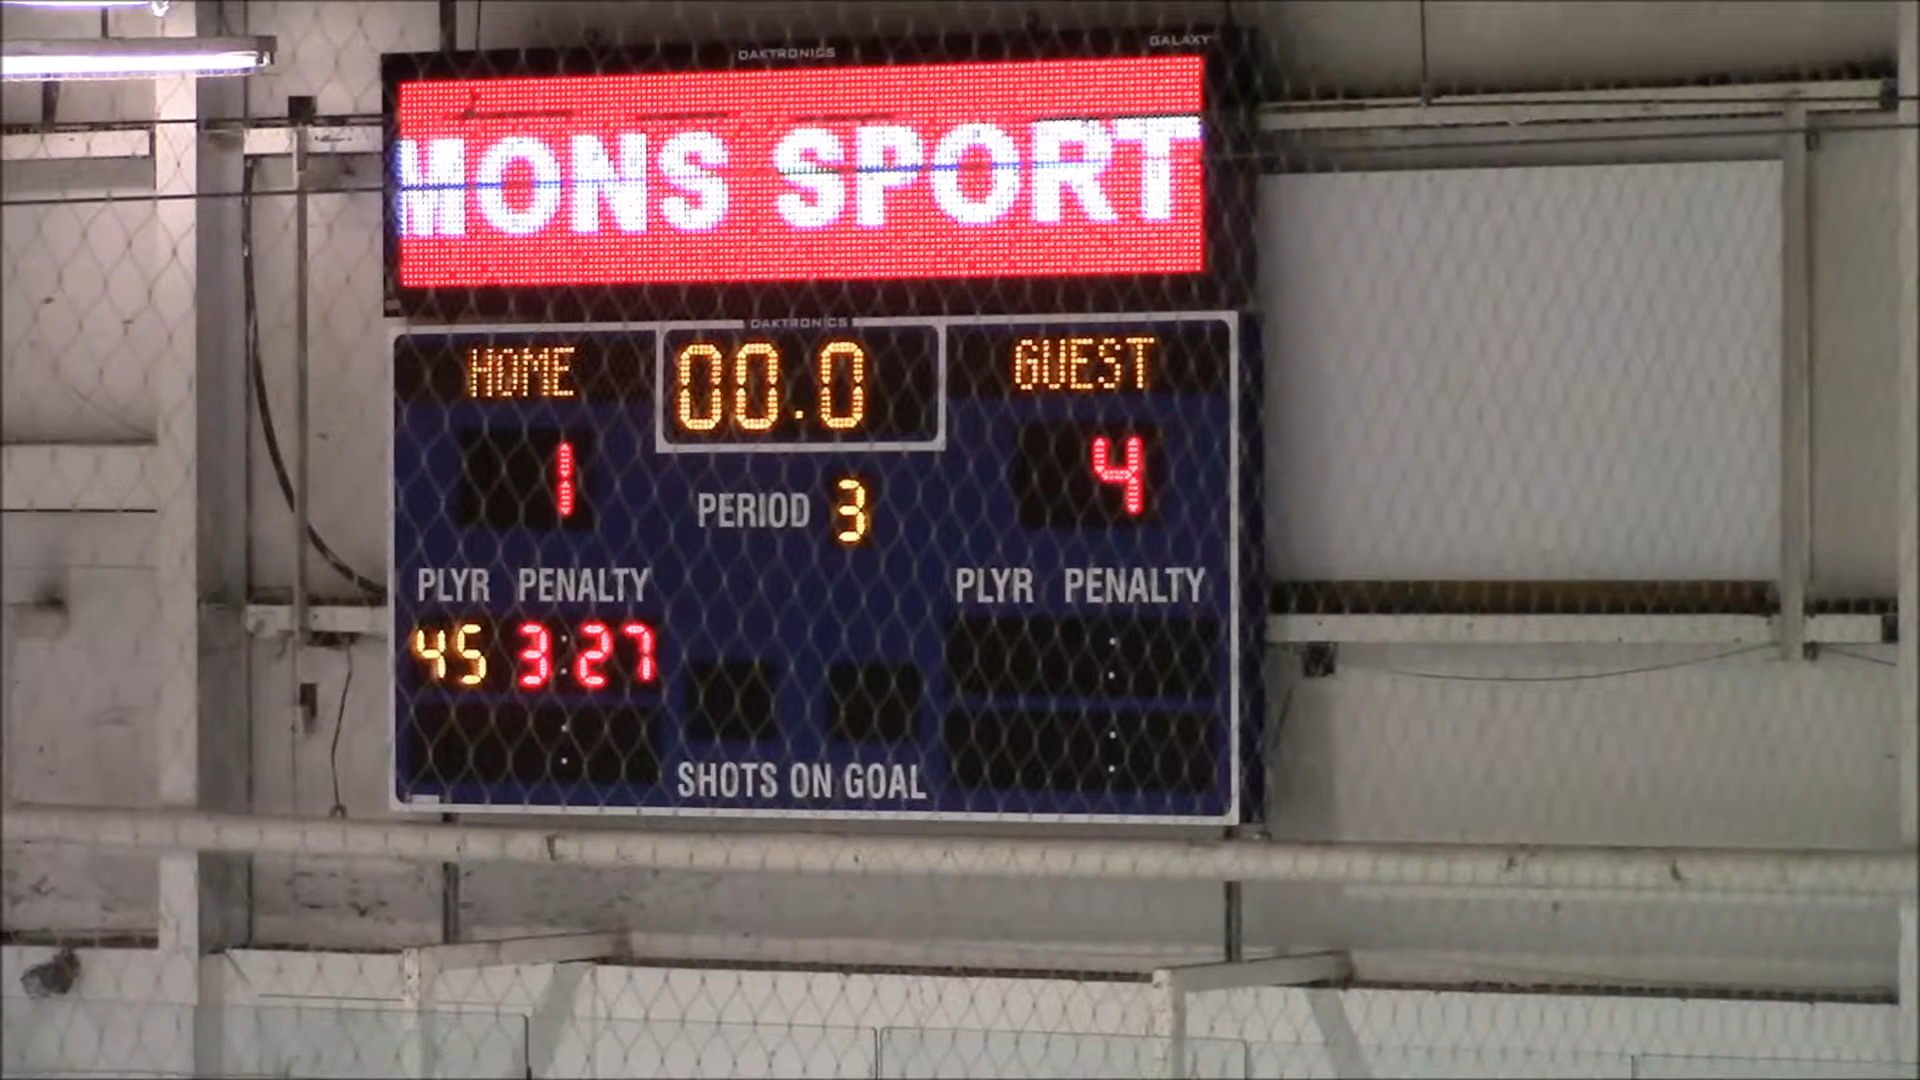 DAKTRONICS GALAXY
MONS SPORT
DAKTRONICS
HOME 00.0 GUEST
1 PERIOD 3 4
PLYR PENALTY PLYR PENALTY
45 3:27
SHOTS ON GOAL